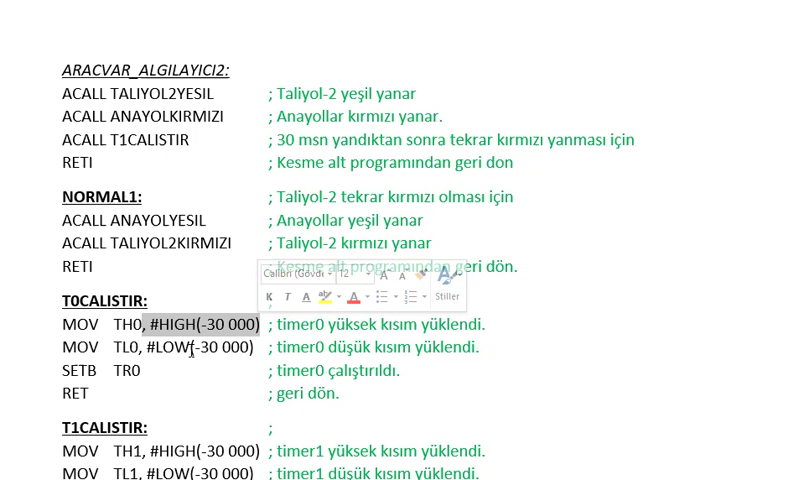 ARACVAR_ALGILAYICI2:
ACALL TALIYOL2YESIL ; Taliyol-2 yeşil yanar
ACALL ANAYOLKIRMIZI ; Anayollar kırmızı yanar.
ACALL T1CALISTIR ; 30 msn yandıktan sonra tekrar kırmızı yanması için
RETI ; Kesme alt programından geri don
NORMAL1: ; Taliyol-2 tekrar kırmızı olması için
ACALL ANAYOLYESIL ; Anayollar yeşil yanar
ACALL TALIYOL2KIRMIZI ; Taliyol-2 kırmızı yanar
RETI ; Kesme alt programından geri dön.
Calibri (Gövde 12 A A A
K T A A Stiller
T0CALISTIR: ;
MOV TH0, #HIGH(-30 000) ; timer0 yüksek kısım yüklendi.
MOV TL0, #LOW(-30 000) ; timer0 düşük kısım yüklendi.
SETB TR0 ; timer0 çalıştırıldı.
RET ; geri dön.
T1CALISTIR: ;
MOV TH1, #HIGH(-30 000) ; timer1 yüksek kısım yüklendi.
MOV TL1, #LOW(-30 000) ; timer1 düşük kısım yüklendi.